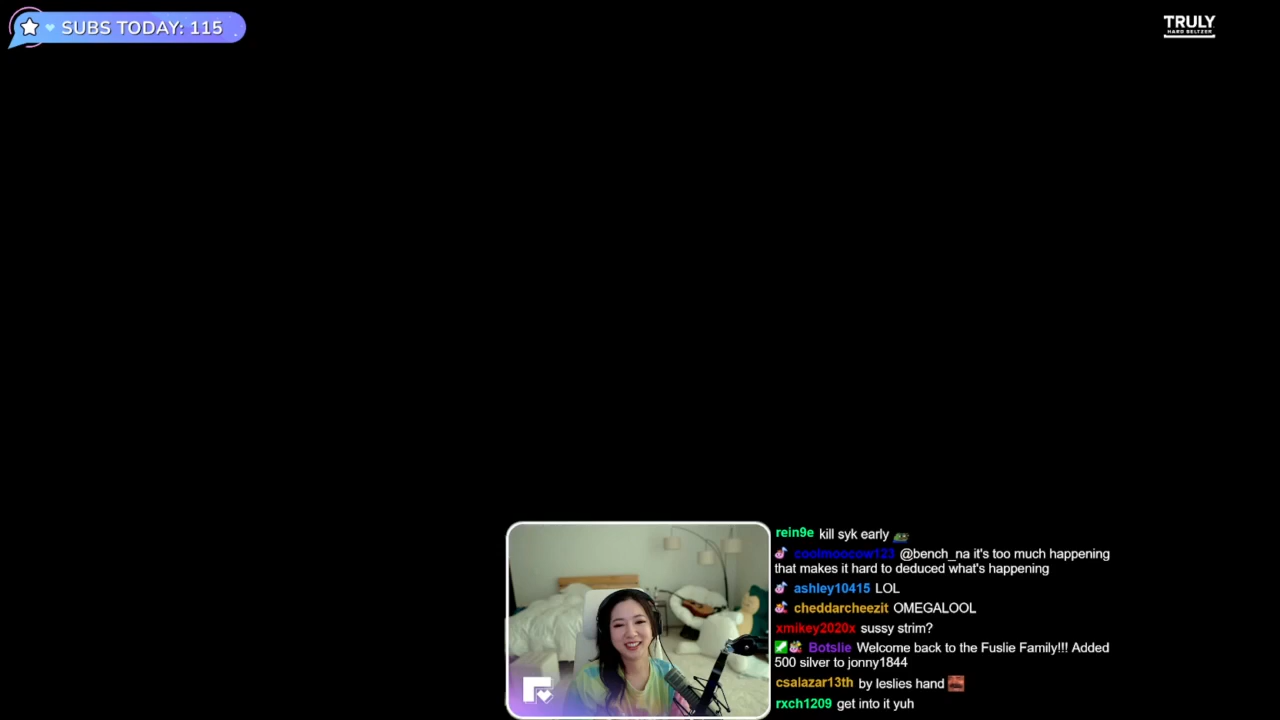 SUBS TODAY: 115
TRULY
HARD SELTZER
rein9e kill syk early
coolmoocow123 @bench_na it's too much happening
that makes it hard to deduced what's happening
ashley10415 LOL
cheddarcheezit OMEGALOOL
xmikey2020x sussy strim?
Botslie Welcome back to the Fuslie Family!!! Added
500 silver to jonny1844
csalazar13th by leslies hand
rxch1209 get into it yuh